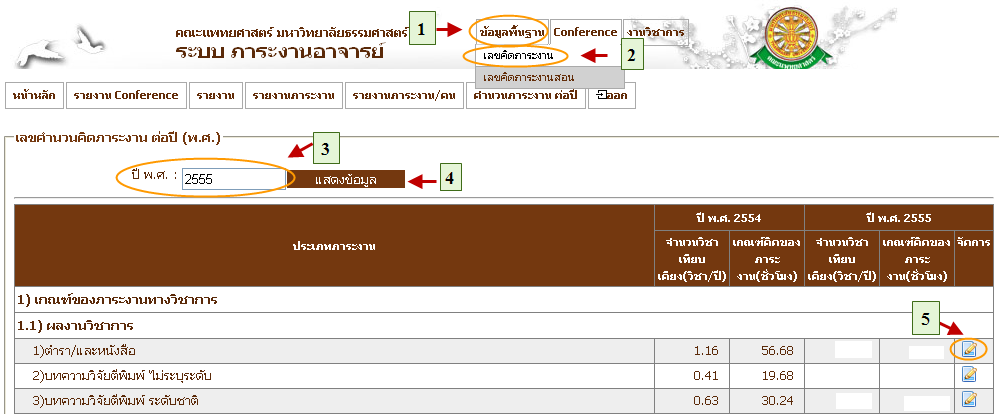 คณะแพทยศาสตร์ มหาวิทยาลัยธรรมศาสตร์
ระบบ ภาระงานอาจารย์
1
ข้อมูลพื้นฐาน Conference งานวิชาการ
เลขคิดภาระงาน
2
เลขคิดภาระงานสอน
หน้าหลัก รายงาน Conference รายงาน รายงานภาระงาน รายงานภาระงาน/คน คำนวนภาระงาน ต่อปี ออก
เลขคำนวนคิดภาระงาน ต่อปี (พ.ศ.)
3
ปี พ.ศ. : 2555 แสดงข้อมูล
4
ประเภทภาระงาน
ปี พ.ศ. 2554 ปี พ.ศ. 2555
จำนวนวิชา เกณฑ์คิดของ จำนวนวิชา เกณฑ์คิดของ จัดการ
เทียบ ภาระ เทียบ ภาระ
เคียง(วิชา/ปี) งาน(ชั่วโมง) เคียง(วิชา/ปี) งาน(ชั่วโมง)
1) เกณฑ์ของภาระงานทางวิชาการ
1.1) ผลงานวิชาการ
5
1)ตำรา/และหนังสือ 1.16 56.68
2)บทความวิจัยตีพิมพ์ ไม่ระบุระดับ 0.41 19.68
3)บทความวิจัยตีพิมพ์ ระดับชาติ 0.63 30.24